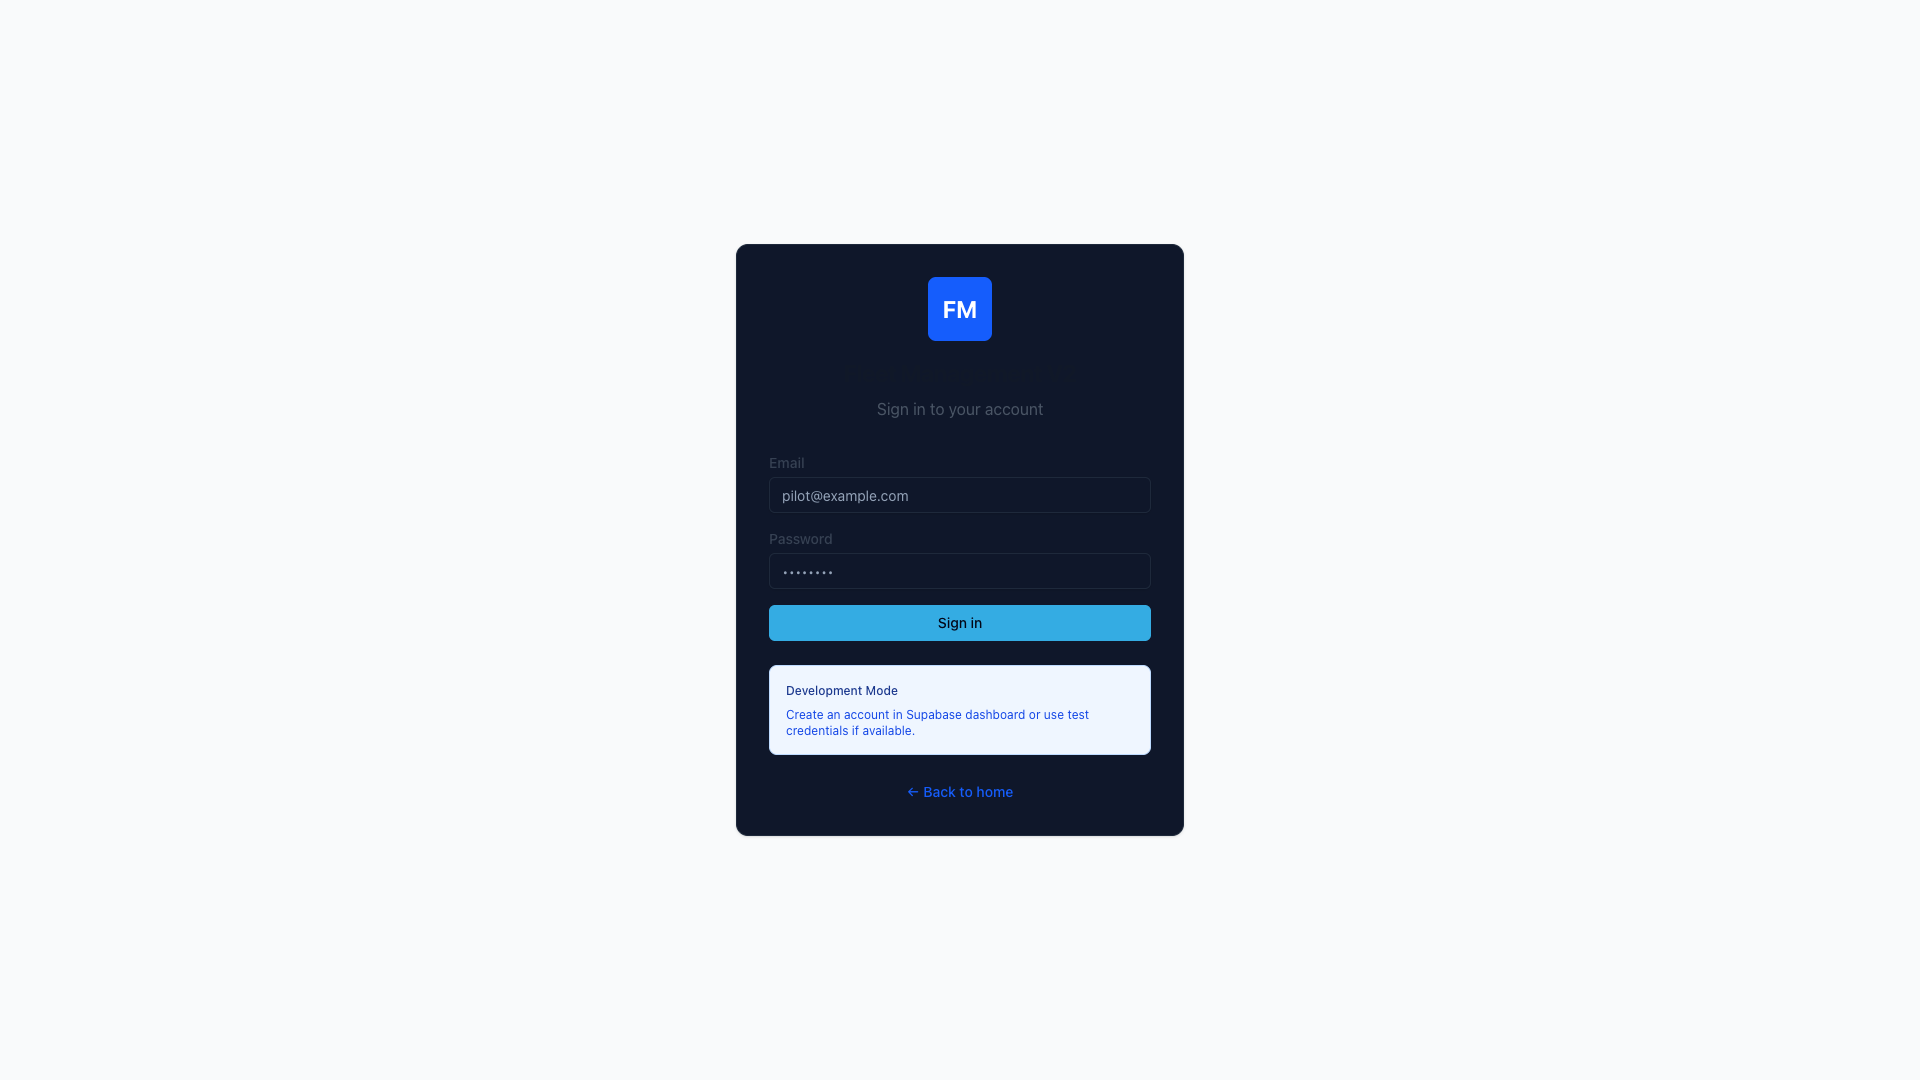 FM
Sign in to your account
Email
pilot@example.com
Password
••••••••
Sign in
Development Mode
Create an account in Supabase dashboard or use test
credentials if available.
← Back to home